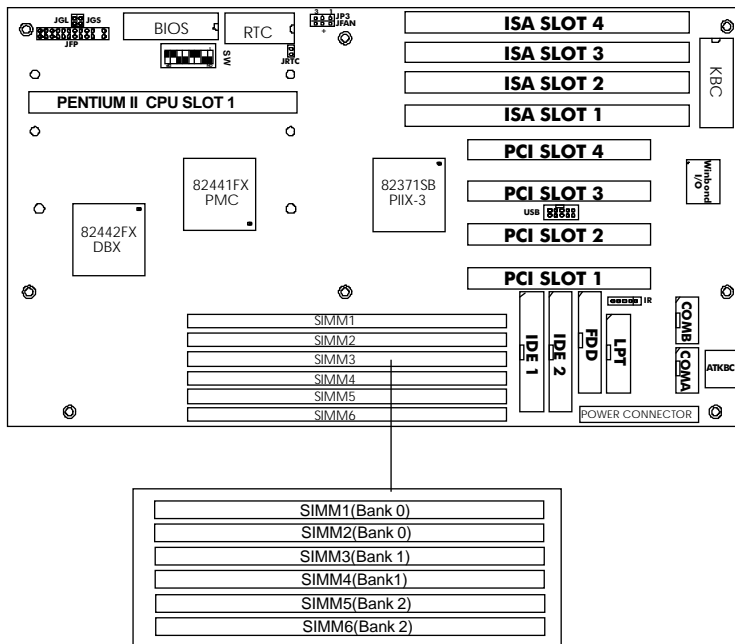 JGL JGS
JFP
BIOS
RTC
SW
JRTC
3 1
JP3
JFAN
+
ISA SLOT 4
ISA SLOT 3
ISA SLOT 2
ISA SLOT 1
KBC
PENTIUM II CPU SLOT 1
PCI SLOT 4
PCI SLOT 3
USB
PCI SLOT 2
PCI SLOT 1
82441FX
PMC
82442FX
DBX
82371SB
PIIX-3
Winbond
I/O
IR
IDE 1
IDE 2
FDD
LPT
COMB
COMA
ATKBC
POWER CONNECTOR
SIMM1
SIMM2
SIMM3
SIMM4
SIMM5
SIMM6
SIMM1(Bank 0)
SIMM2(Bank 0)
SIMM3(Bank 1)
SIMM4(Bank1)
SIMM5(Bank 2)
SIMM6(Bank 2)